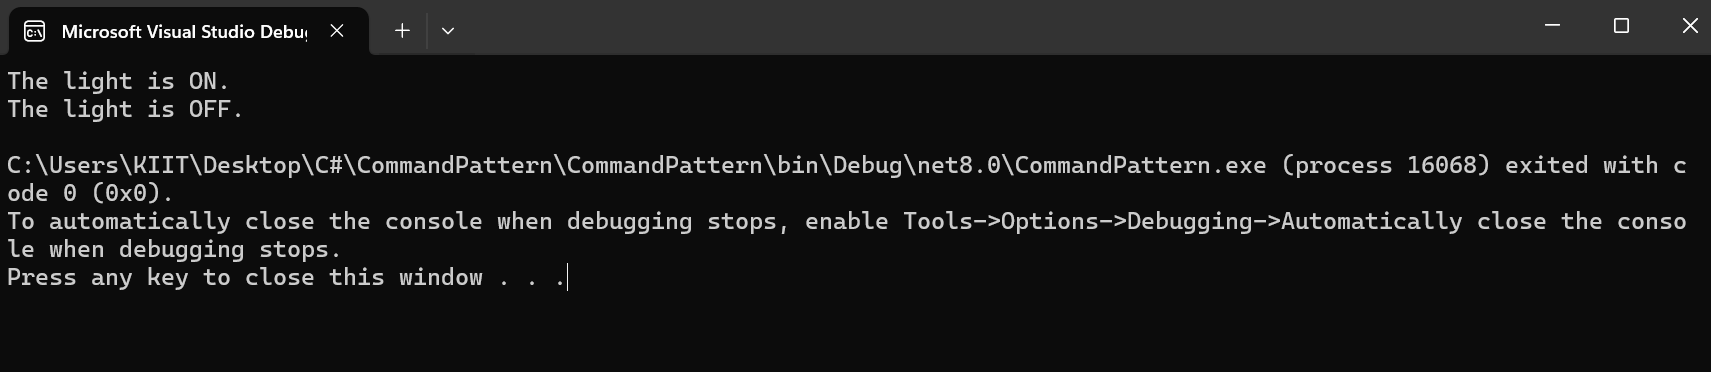 Microsoft Visual Studio Debu
The light is ON.
The light is OFF.
C:\Users\KIIT\Desktop\C#\CommandPattern\CommandPattern\bin\Debug\net8.0\CommandPattern.exe (process 16068) exited with c
ode 0 (0x0).
To automatically close the console when debugging stops, enable Tools->Options->Debugging->Automatically close the conso
le when debugging stops.
Press any key to close this window . . .